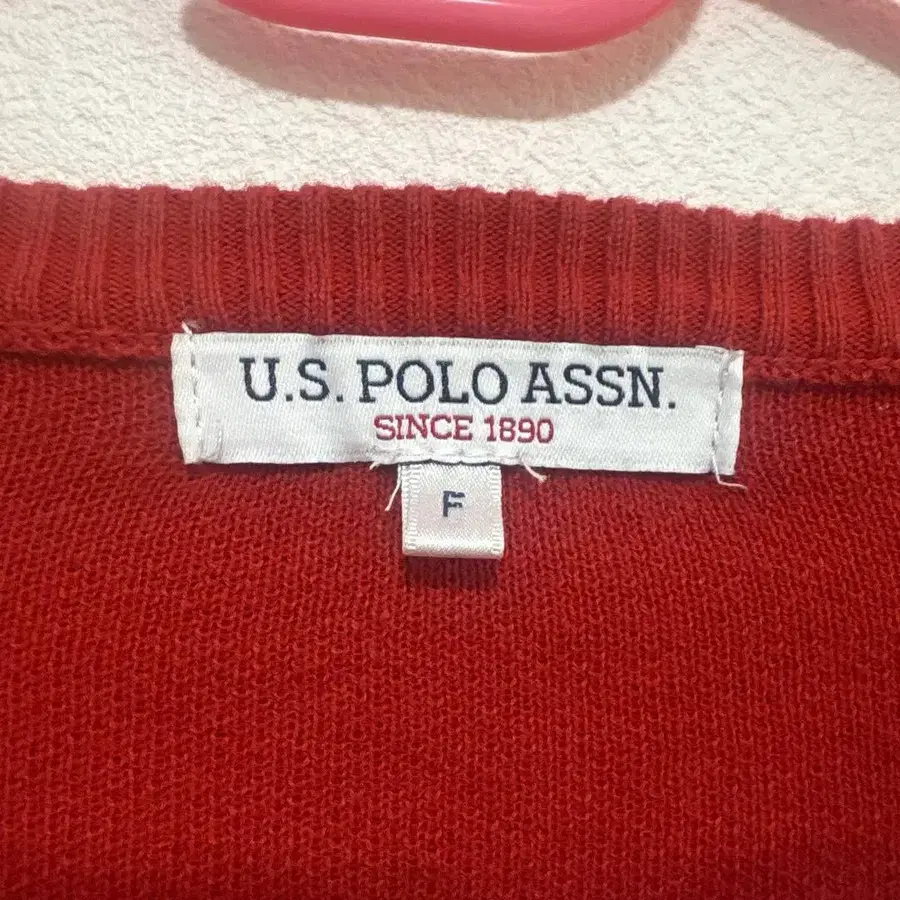 U.S. POLO ASSN.
SINCE 1890
F